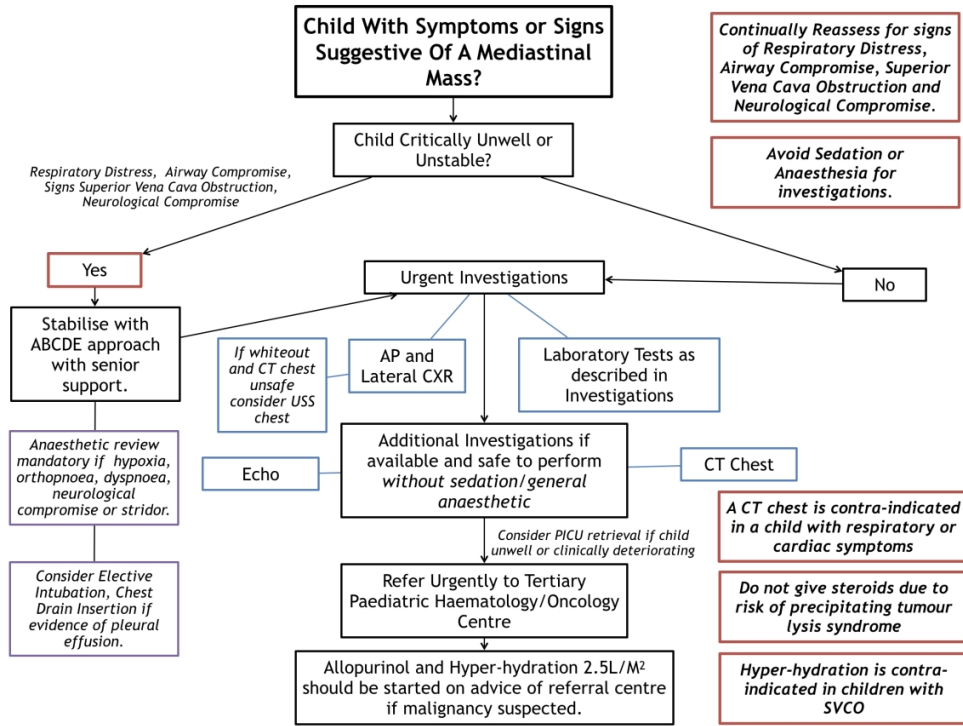 Child With Symptoms or Signs
Suggestive Of A Mediastinal
Mass?
Continually Reassess for signs
of Respiratory Distress,
Airway Compromise, Superior
Vena Cava Obstruction and
Neurological Compromise.
Child Critically Unwell or
Unstable?
Avoid Sedation or
Anaesthesia for
investigations.
Respiratory Distress, Airway Compromise,
Signs Superior Vena Cava Obstruction,
Neurological Compromise
Yes
Urgent Investigations
No
Stabilise with
ABCDE approach
with senior
support.
If whiteout
and CT chest
unsafe
consider USS
chest
AP and
Lateral CXR
Laboratory Tests as
described in
Investigations
Anaesthetic review
mandatory if hypoxia,
orthopnoea, dyspnoea,
neurological
compromise or stridor.
Echo
Additional Investigations if
available and safe to perform
without sedation/general
anaesthetic
CT Chest
A CT chest is contra-indicated
in a child with respiratory or
cardiac symptoms
Consider PICU retrieval if child
unwell or clinically deteriorating
Consider Elective
Intubation, Chest
Drain Insertion if
evidence of pleural
effusion.
Refer Urgently to Tertiary
Paediatric Haematology/Oncology
Centre
Do not give steroids due to
risk of precipitating tumour
lysis syndrome
Allopurinol and Hyper-hydration 2.5L/M²
should be started on advice of referral centre
if malignancy suspected.
Hyper-hydration is contra-
indicated in children with
SVCO